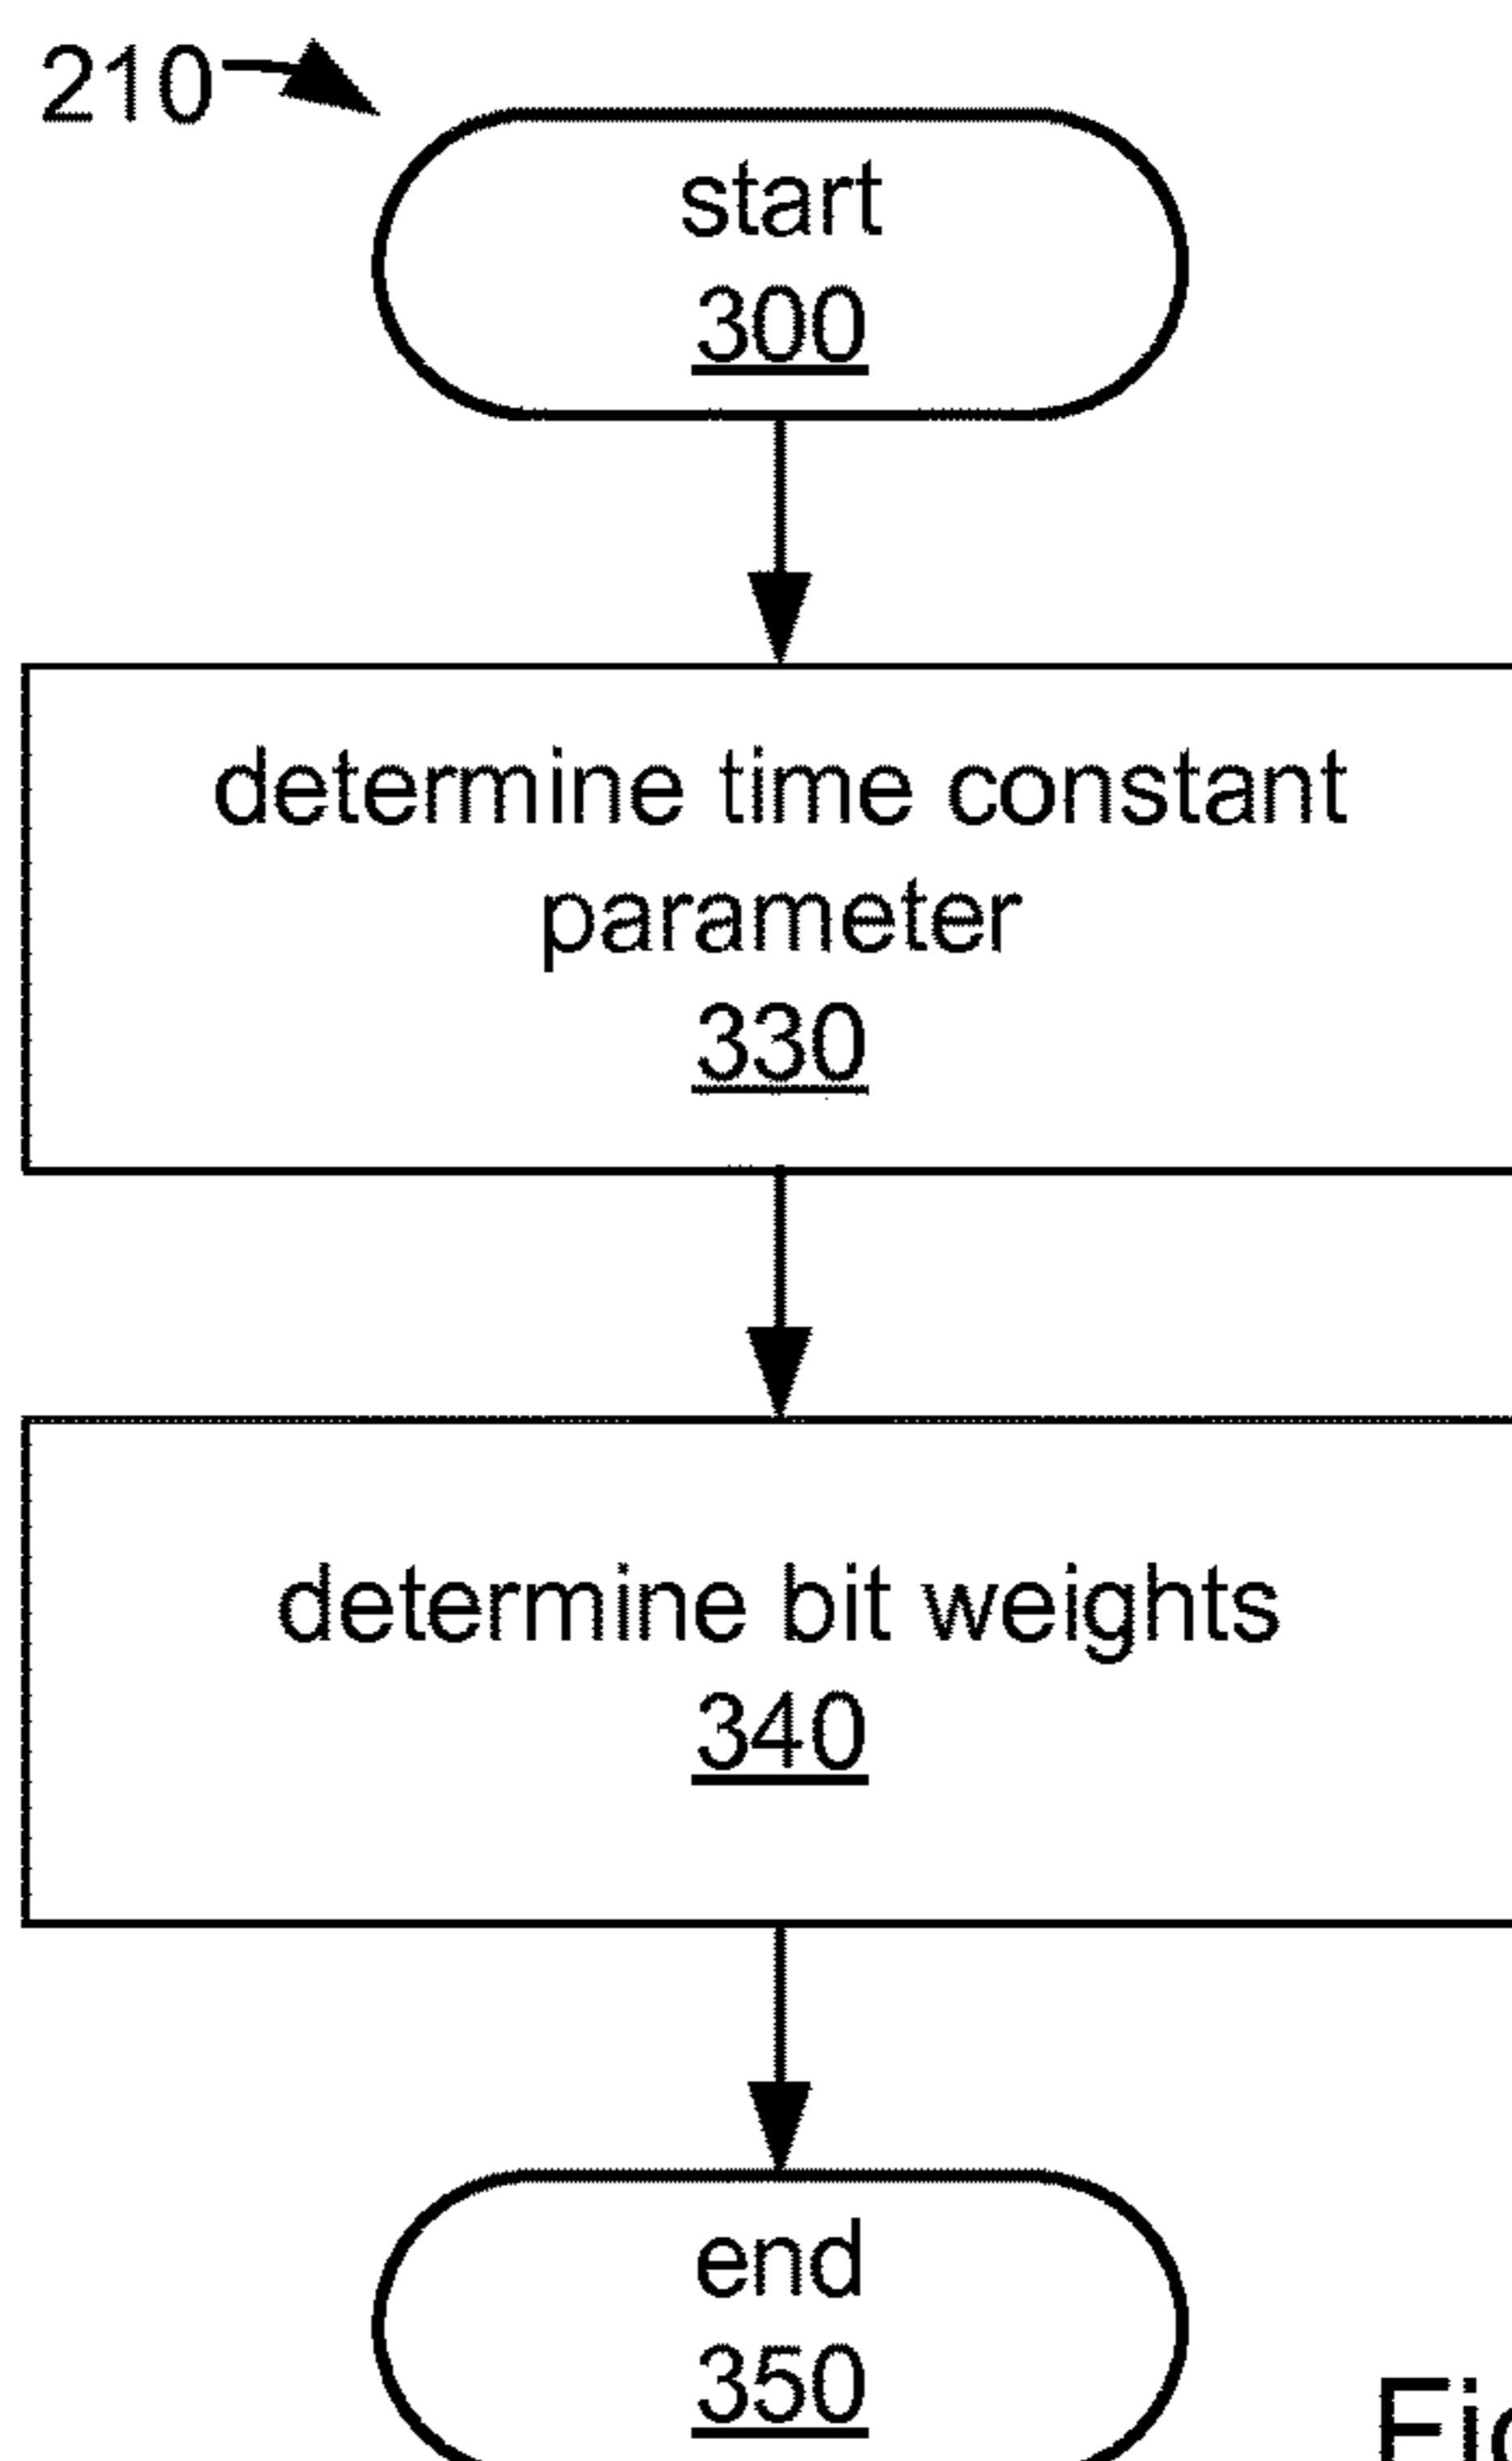 210
start
300
determine time constant
parameter
330
determine bit weights
340
end
350